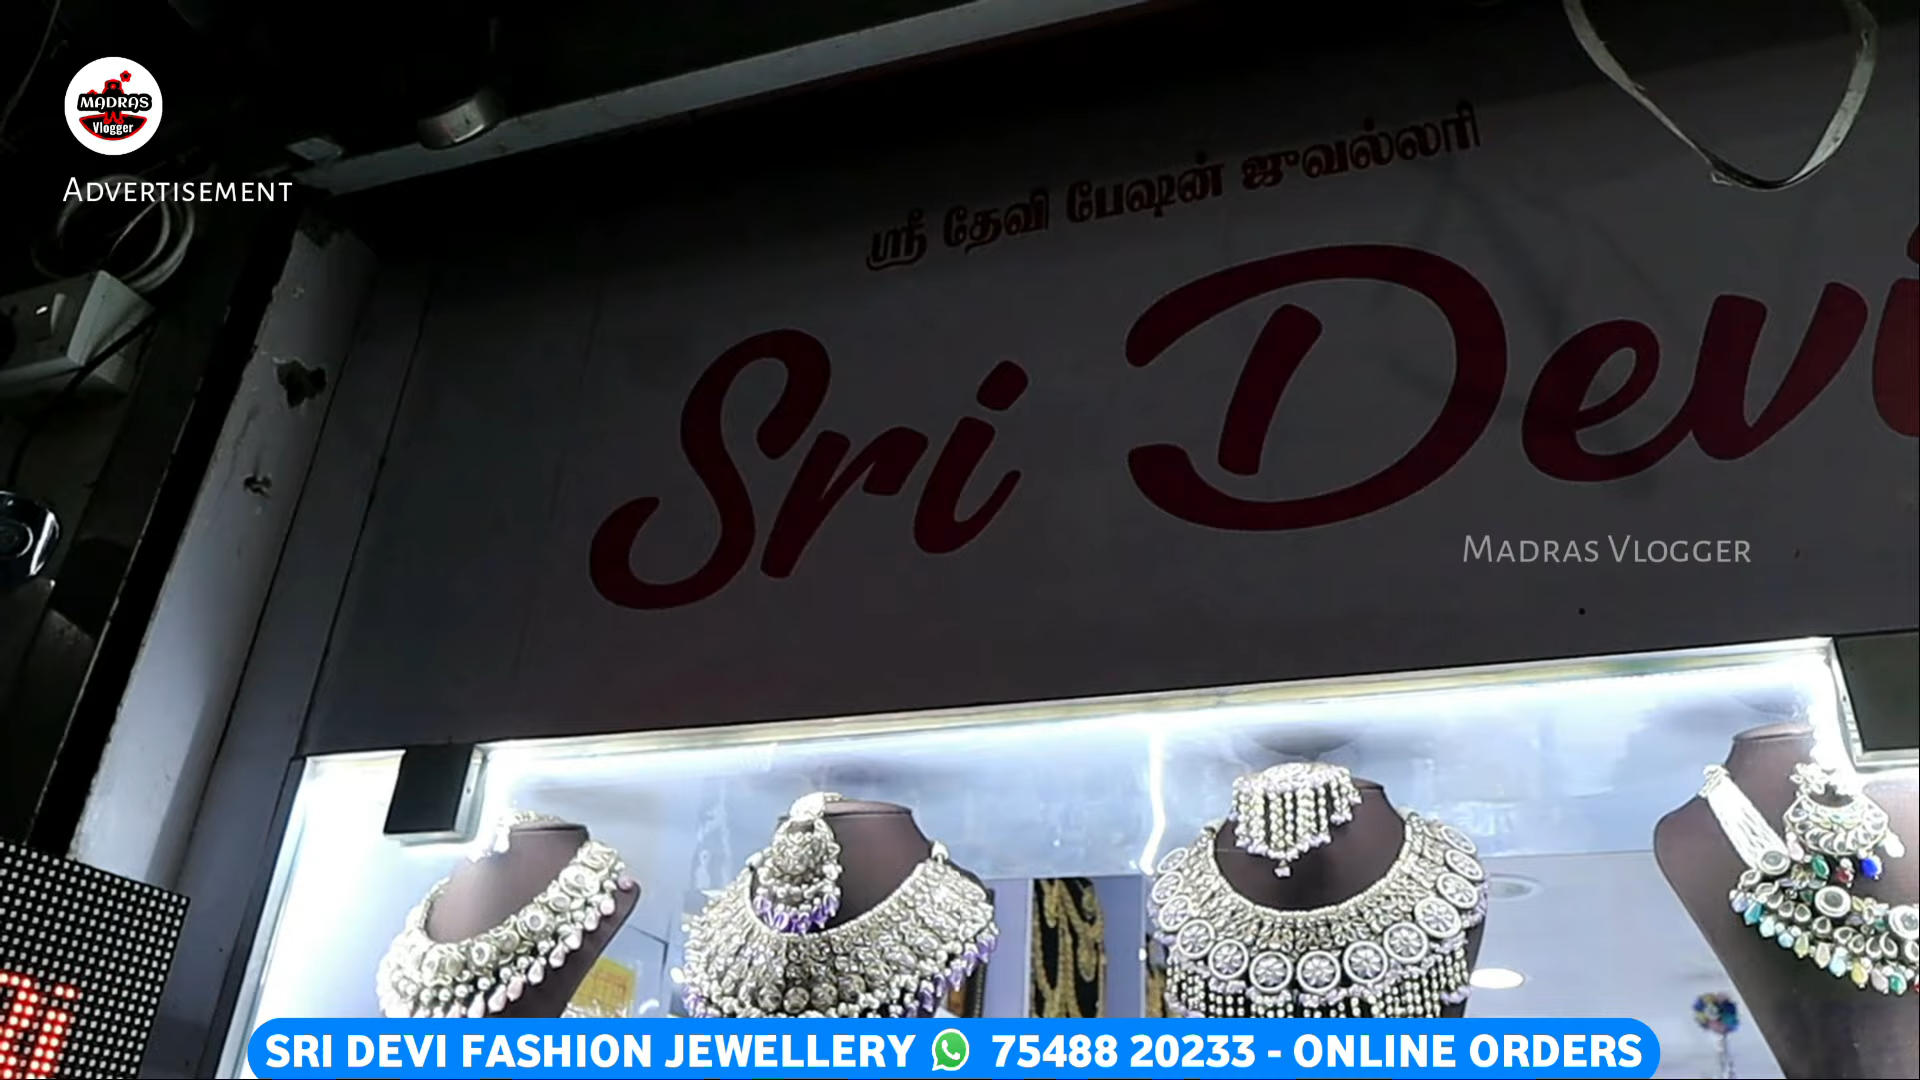 MADRAS
Vlogger
ADVERTISEMENT
ஸ்ரீ தேவி பேஷன் ஜுவல்லரி
Sri Devi
MADRAS VLOGGER
SRI DEVI FASHION JEWELLERY 75488 20233 - ONLINE ORDERS